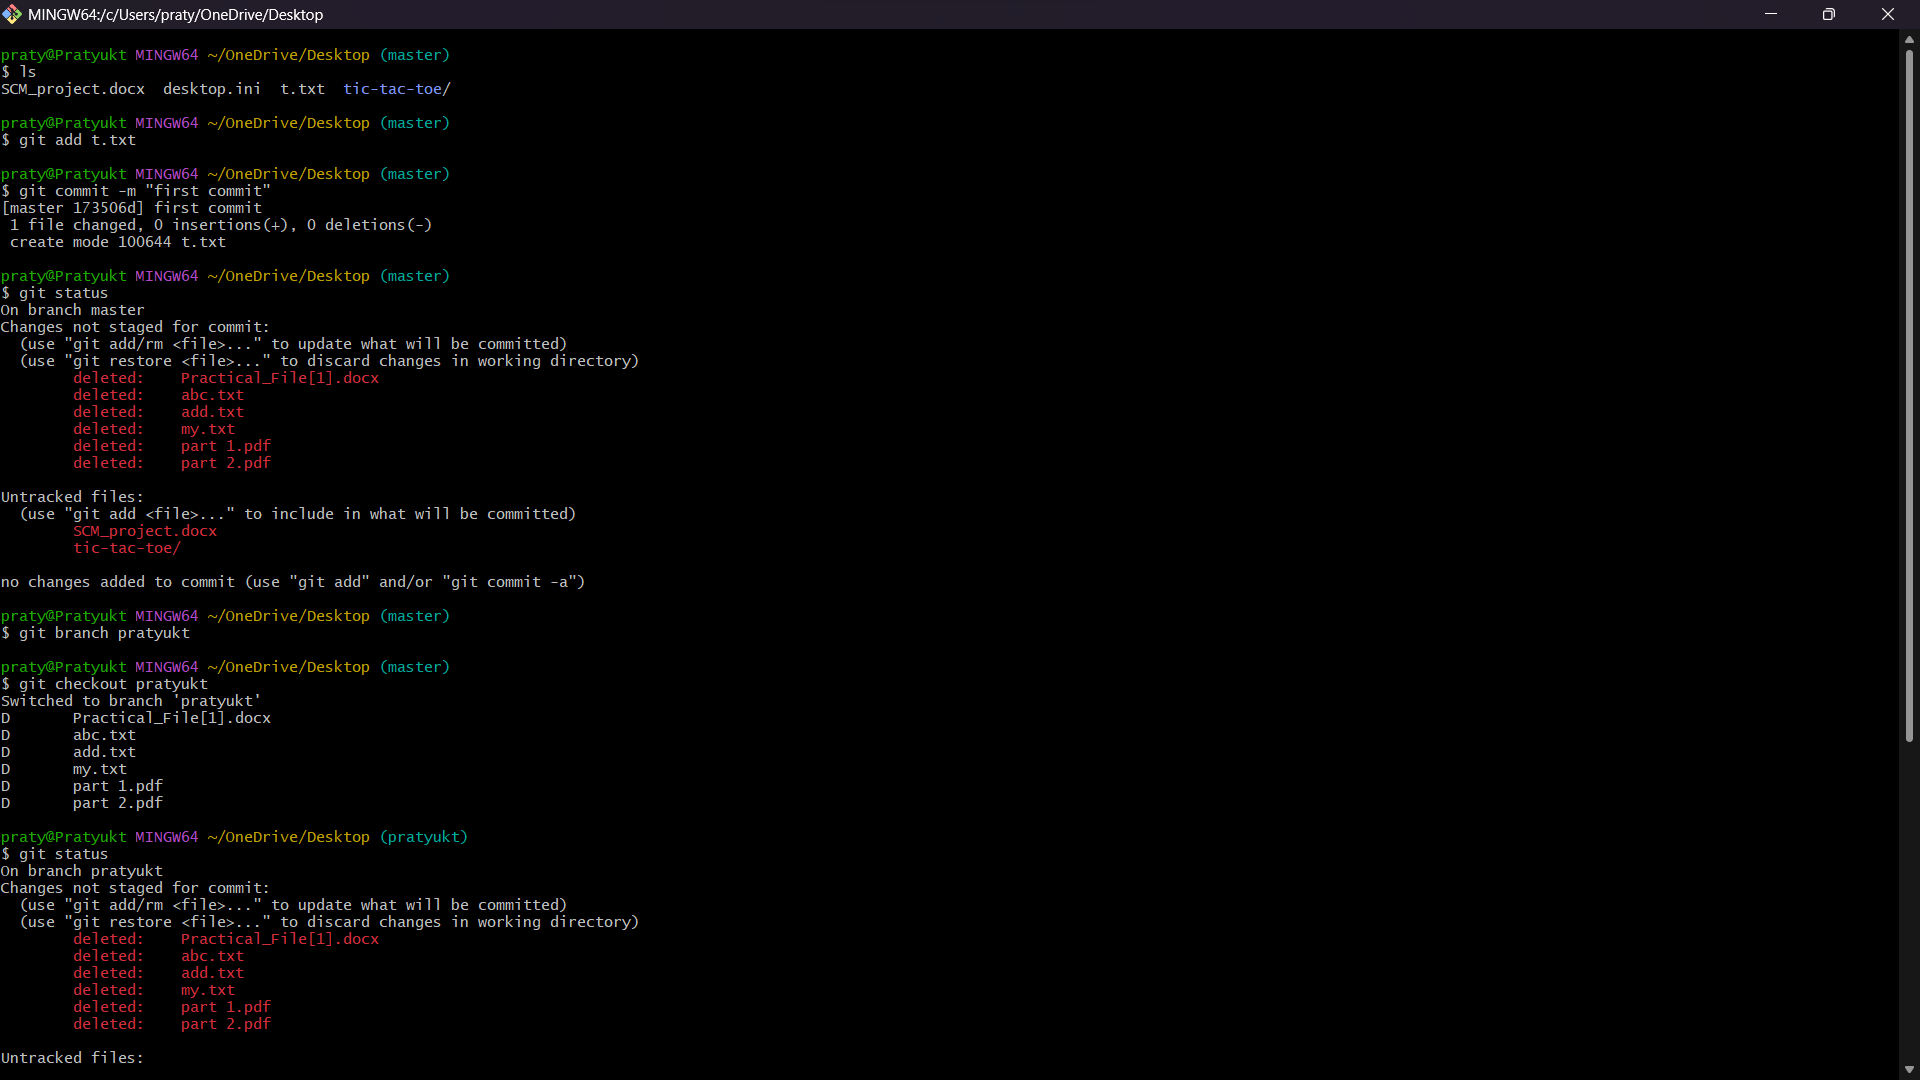 MINGW64:/c/Users/praty/OneDrive/Desktop
praty@Pratyukt MINGW64 ~/OneDrive/Desktop (master)
$ ls
SCM_project.docx  desktop.ini  t.txt  tic-tac-toe/
praty@Pratyukt MINGW64 ~/OneDrive/Desktop (master)
$ git add t.txt
praty@Pratyukt MINGW64 ~/OneDrive/Desktop (master)
$ git commit -m "first commit"
[master 173506d] first commit
 1 file changed, 0 insertions(+), 0 deletions(-)
 create mode 100644 t.txt
praty@Pratyukt MINGW64 ~/OneDrive/Desktop (master)
$ git status
On branch master
Changes not staged for commit:
  (use "git add/rm <file>..." to update what will be committed)
  (use "git restore <file>..." to discard changes in working directory)
        deleted:    Practical_File[1].docx
        deleted:    abc.txt
        deleted:    add.txt
        deleted:    my.txt
        deleted:    part 1.pdf
        deleted:    part 2.pdf
Untracked files:
  (use "git add <file>..." to include in what will be committed)
        SCM_project.docx
        tic-tac-toe/
no changes added to commit (use "git add" and/or "git commit -a")
praty@Pratyukt MINGW64 ~/OneDrive/Desktop (master)
$ git branch pratyukt
praty@Pratyukt MINGW64 ~/OneDrive/Desktop (master)
$ git checkout pratyukt
Switched to branch 'pratyukt'
D       Practical_File[1].docx
D       abc.txt
D       add.txt
D       my.txt
D       part 1.pdf
D       part 2.pdf
praty@Pratyukt MINGW64 ~/OneDrive/Desktop (pratyukt)
$ git status
On branch pratyukt
Changes not staged for commit:
  (use "git add/rm <file>..." to update what will be committed)
  (use "git restore <file>..." to discard changes in working directory)
        deleted:    Practical_File[1].docx
        deleted:    abc.txt
        deleted:    add.txt
        deleted:    my.txt
        deleted:    part 1.pdf
        deleted:    part 2.pdf
Untracked files: